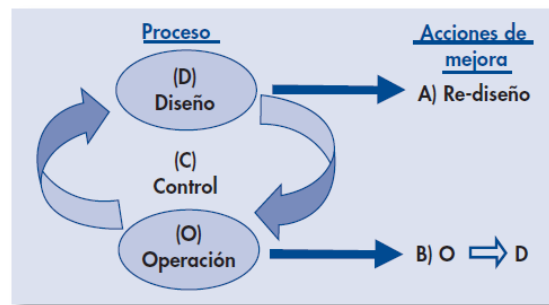 Proceso
Acciones de
mejora
(D)
Diseño
A) Re-diseño
(C)
Control
(O)
Operación
B) O D